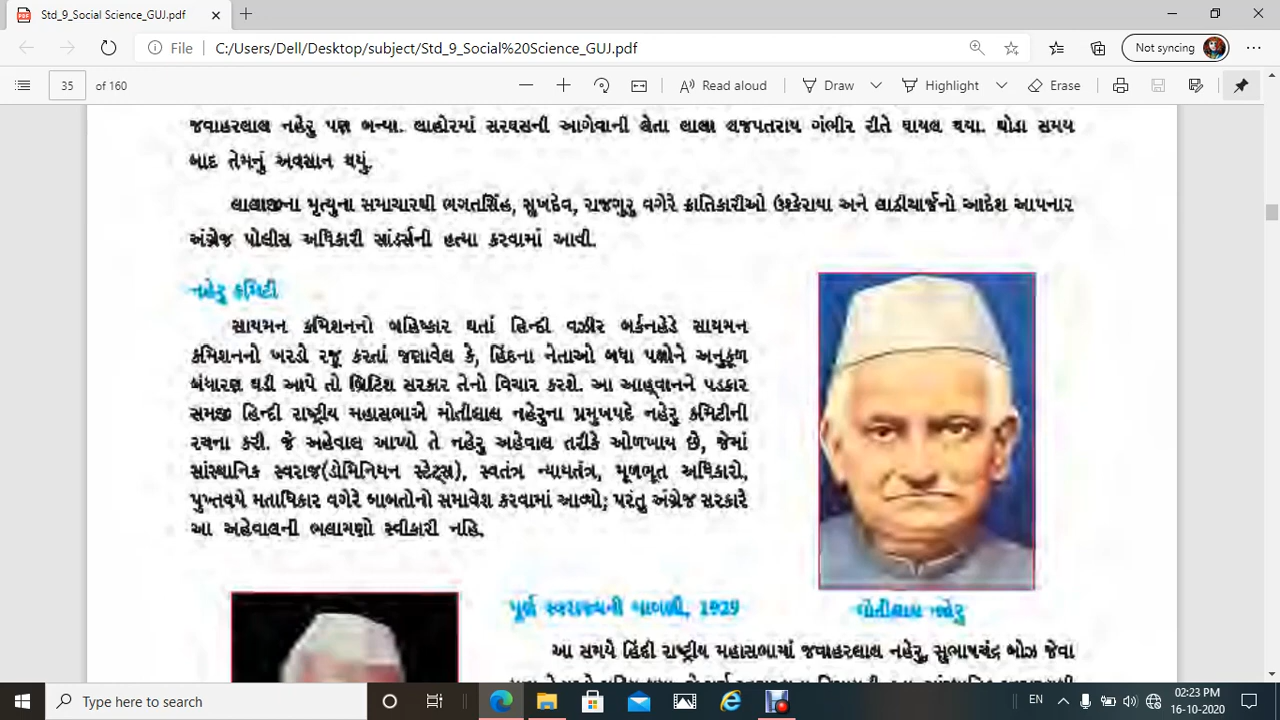 Std_9_Social Science_GUJ.pdf
File C:/Users/Dell/Desktop/subject/Std_9_Social%20Science_GUJ.pdf
Not syncing
35 of 160
Read aloud
Draw
Highlight
Erase
જવાહરલાલ નહેરુ પણ બન્યા. લાહોરમાં સરઘસની આગેવાની લેતા લાલા લજપતરાય ગંભીર રીતે ઘાયલ થયા. થોડા સમય
બાદ તેમનું અવસાન થયું.
લાલાજીના મૃત્યુના સમાચારથી ભગતસિંહ, સુખદેવ, રાજગુરુ વગેરે ક્રાંતિકારીઓ ઉશ્કેરાયા અને લાઠીચાર્જનો આદેશ આપનાર
અંગ્રેજ પોલીસ અધિકારી સાંડર્સની હત્યા કરવામાં આવી.
નહેરુ કમિટી
સાયમન કમિશનનો બહિષ્કાર થતાં હિન્દી વઝીર બર્કનહેડે સાયમન
કમિશનનો ખરડો રજૂ કરતાં જણાવેલ કે, હિંદના નેતાઓ બધા પક્ષોને અનુકૂળ
બંધારણ ઘડી આપે તો બ્રિટિશ સરકાર તેનો વિચાર કરશે. આ આહ્‌વાનને પડકાર
સમજી હિન્દી રાષ્ટ્રીય મહાસભાએ મોતીલાલ નહેરુના પ્રમુખપદે નહેરુ કમિટીની
રચના કરી. જે અહેવાલ આપ્યો તે નહેરુ અહેવાલ તરીકે ઓળખાય છે, જેમાં
સાંસ્થાનિક સ્વરાજ(ડોમિનિયન સ્ટેટ્સ), સ્વતંત્ર ન્યાયતંત્ર, મૂળભૂત અધિકારો,
પુખ્તવયે મતાધિકાર વગેરે બાબતોનો સમાવેશ કરવામાં આવ્યો; પરંતુ અંગ્રેજ સરકારે
આ અહેવાલની ભલામણો સ્વીકારી નહિ.
મોતીલાલ નહેરુ
પૂર્ણ સ્વરાજ્યની માગણી, 1929
આ સમયે હિંદી રાષ્ટ્રીય મહાસભામાં જવાહરલાલ નહેરુ, સુભાષચંદ્ર બોઝ જેવા
Type here to search
EN
02:23 PM
16-10-2020